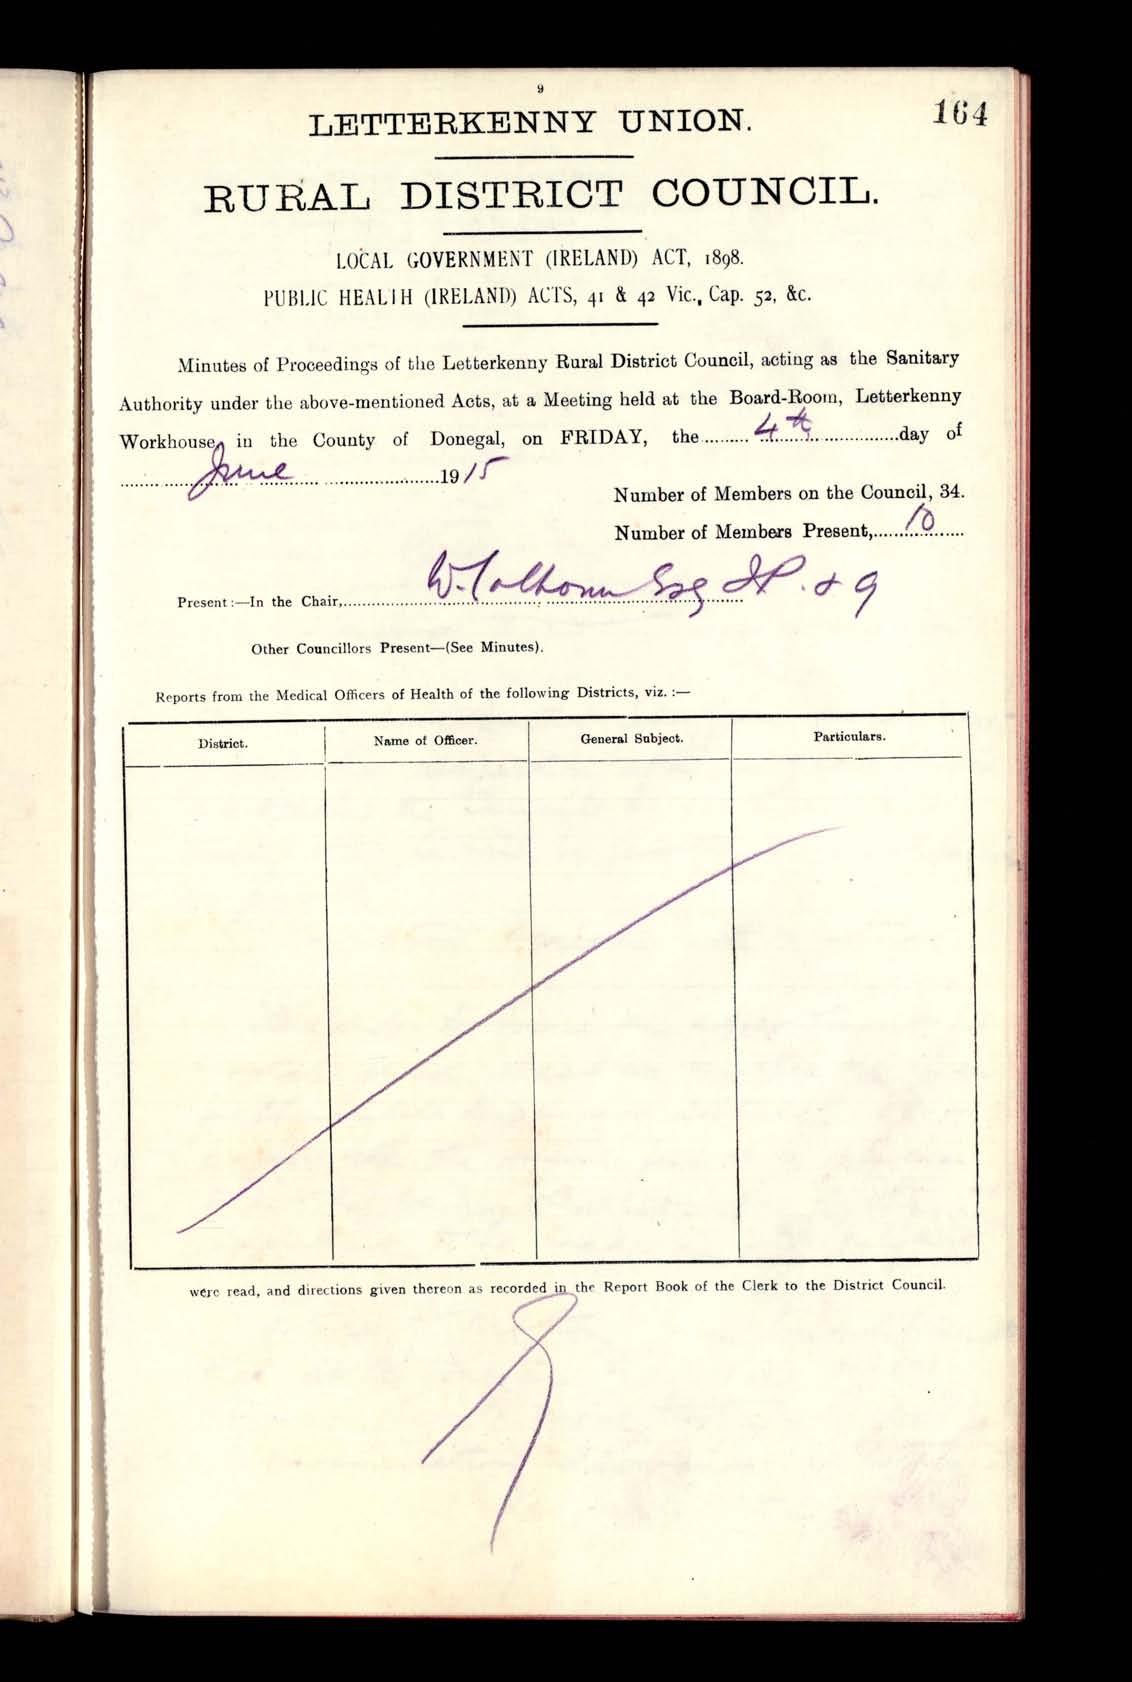 9
164
LETTERKENNY UNION.
RURAL DISTRICT COUNCIL.
LOCAL GOVERNMENT (IRELAND) ACT, 1898.
PUBLIC HEALTH (IRELAND) ACTS, 41 & 42 Vic., Cap. 52, &c.
Minutes of Proceedings of the Letterkenny Rural District Council, acting as the Sanitary
Authority under the above-mentioned Acts, at a Meeting held at the Board-Room, Letterkenny
Workhouse, in the County of Donegal, on FRIDAY, the 4th day of
June 1915
Number of Members on the Council, 34.
Number of Members Present, 10
Present:—In the Chair, W. Colhoun Esq JP. & 9
Other Councillors Present—(See Minutes).
Reports from the Medical Officers of Health of the following Districts, viz. :—
District. Name of Officer. General Subject. Particulars.
were read, and directions given thereon as recorded in the Report Book of the Clerk to the District Council.